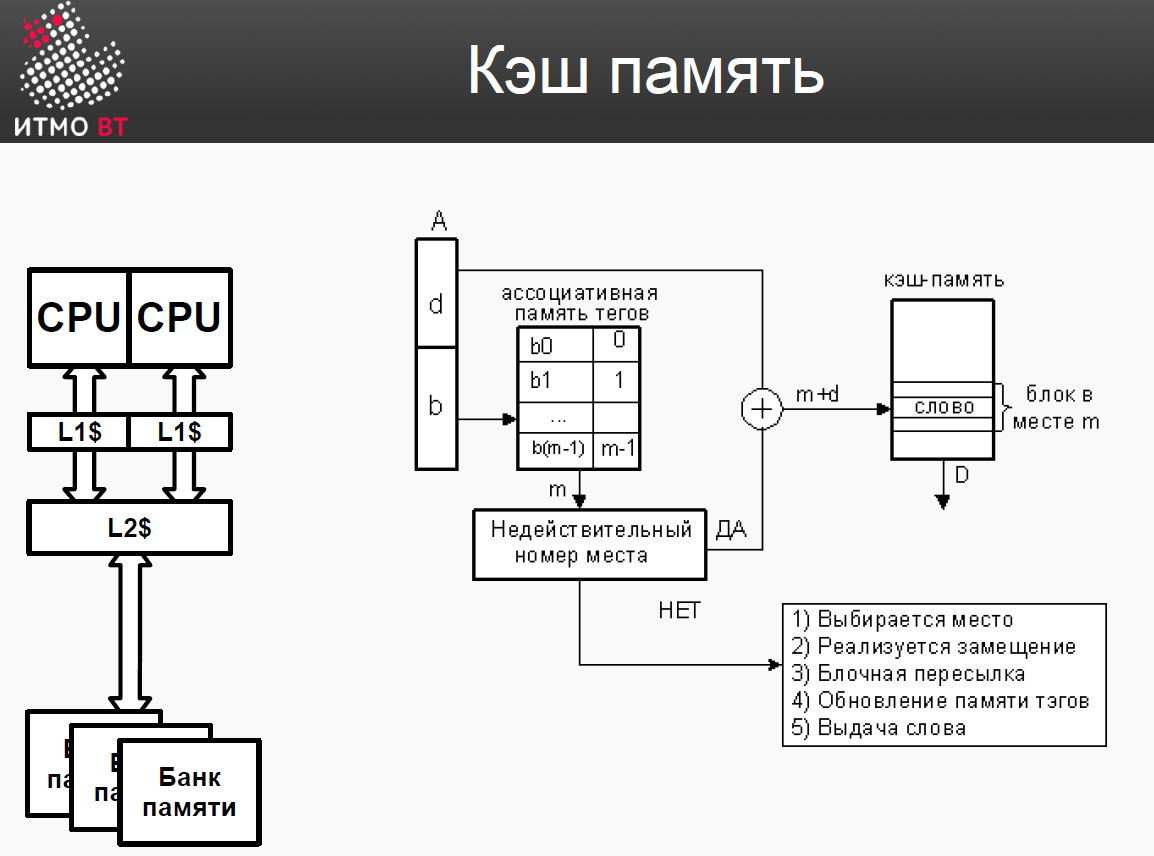 ИТМО ВТ
Кэш память
CPU CPU
L1$ L1$
L2$
Банк
памяти
A
d
b
ассоциативная
память тегов
b0 0
b1 1
...
b(m-1) m-1
m
Недействительный
номер места
ДА
НЕТ
m+d
кэш-память
слово
блок в
месте m
D
1) Выбирается место
2) Реализуется замещение
3) Блочная пересылка
4) Обновление памяти тэгов
5) Выдача слова